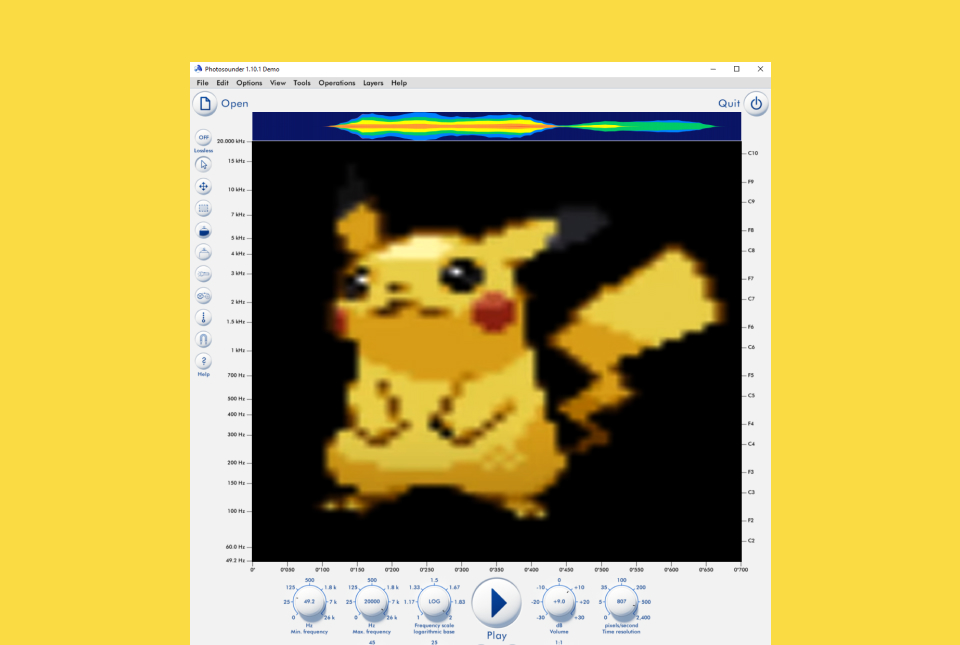 Photosounder 1.10.1 Demo
File Edit Options View Tools Operations Layers Help
Open
Quit
OFF
Lossless
20.000 kHz
15 kHz
10 kHz
7 kHz
5 kHz
4 kHz
3 kHz
2 kHz
1.5 kHz
1 kHz
700 Hz
500 Hz
400 Hz
300 Hz
200 Hz
150 Hz
100 Hz
60.0 Hz
49.2 Hz
?
Help
C10
F9
C9
F8
C8
F7
C7
F6
C6
F5
C5
F4
C4
F3
C3
F2
C2
0" 0"050 0"100 0"150 0"200 0"250 0"300 0"350 0"400 0"450 0"500 0"550 0"600 0"650 0"700
500 500 1.5 0 100
125 1.8 k 125 1.8 k 1.33 1.67 -10 +10 35 200
25 49.2 7 k 25 20000 7 k 1.17 LOG 1.83 -20 +9.0 +20 5 807 500
0 26 k 0 26 k 1 2 -30 +30 0 2,400
Hz Hz Frequency scale dB pixels/second
Min. frequency Max. frequency logarithmic base Play Volume Time resolution
45 25 1:1